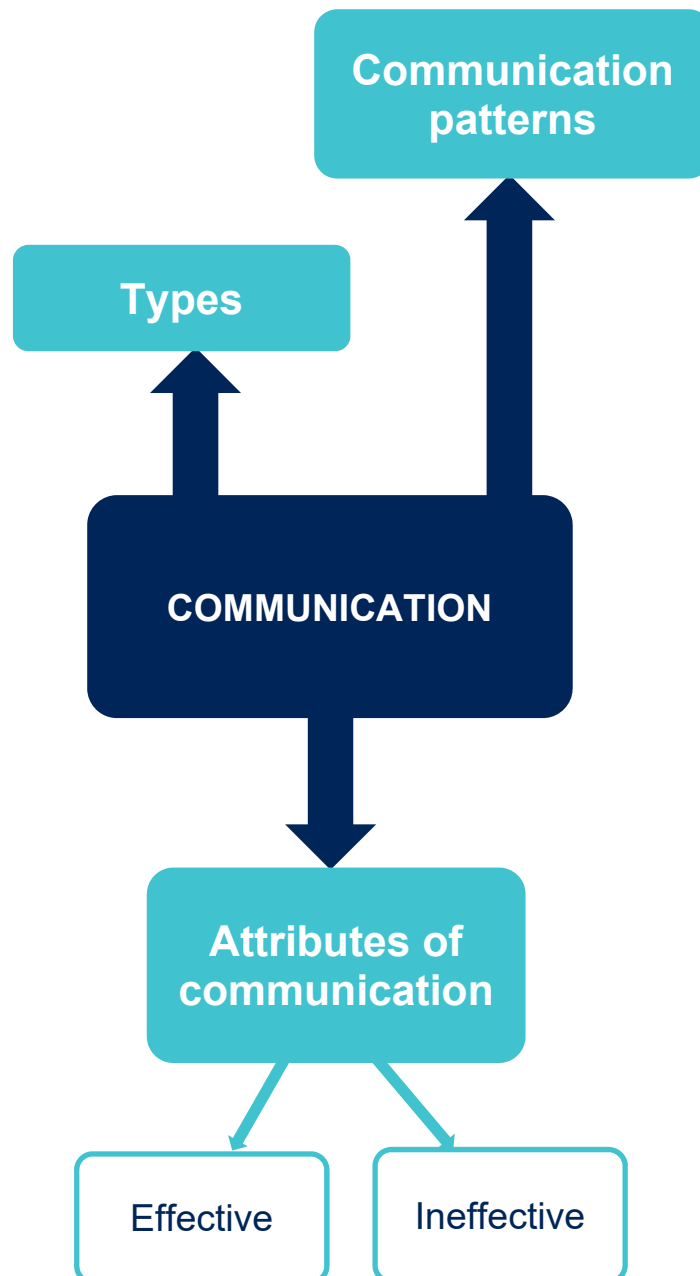 Communication
patterns
Types
COMMUNICATION
Attributes of
communication
Effective
Ineffective